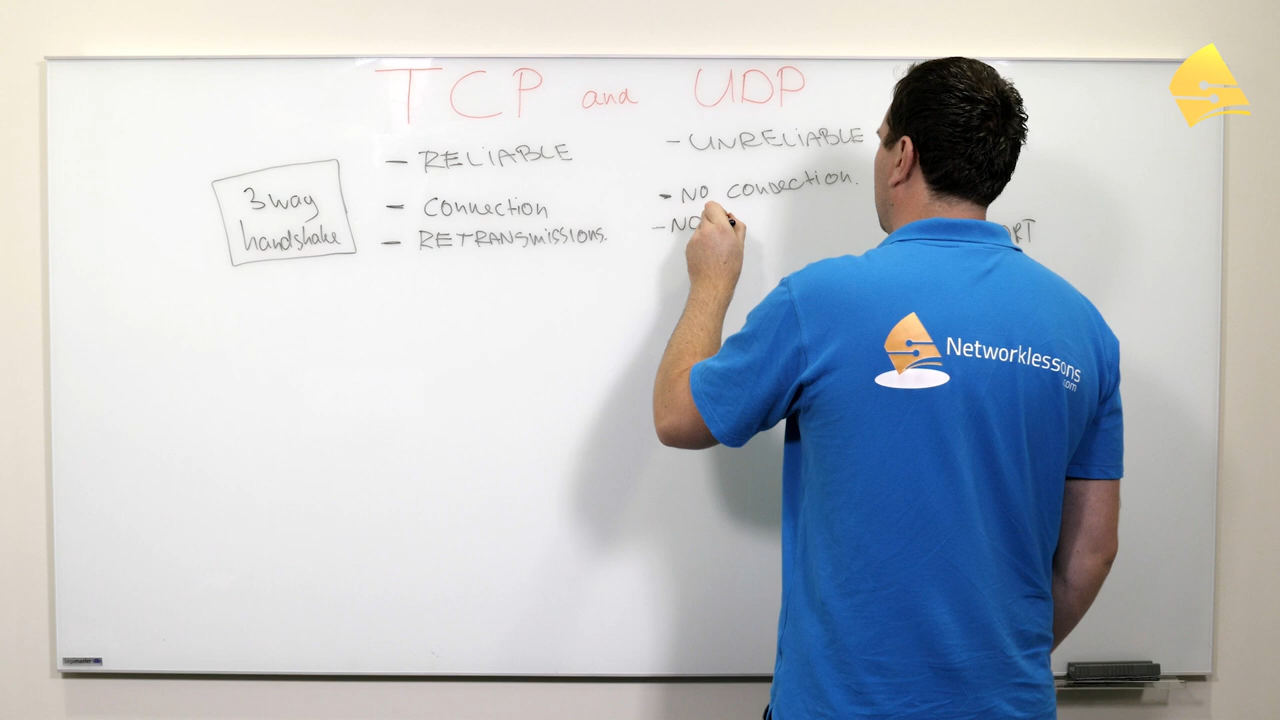 TCP and UDP
3 way
handshake
- RELIABLE
- Connection
- RETRANSmissions.
- UNRELIABLE
- NO connection.
- NO
Networklessons
.com